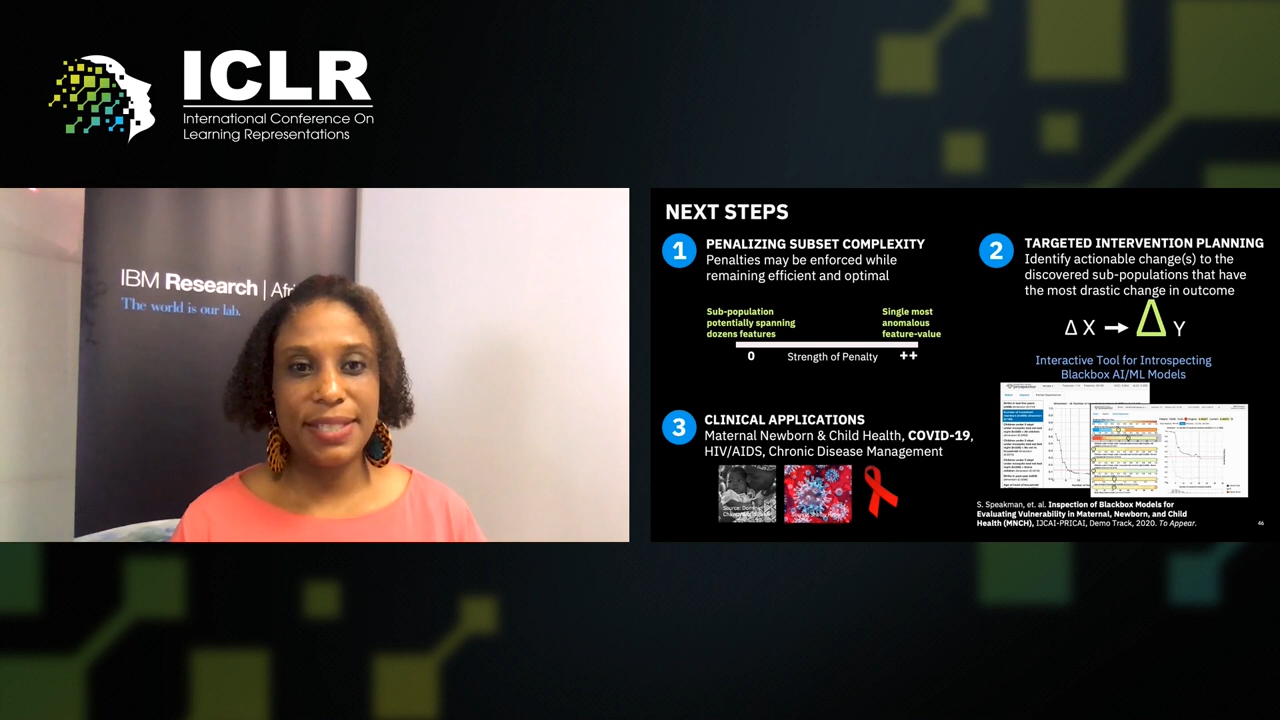 ICLR
International Conference On
Learning Representations
IBM Research | Afri
The world is our lab.
NEXT STEPS
1
PENALIZING SUBSET COMPLEXITY
Penalties may be enforced while
remaining efficient and optimal
Sub-population
potentially spanning
dozens features
Single most
anomalous
feature-value
0 Strength of Penalty ++
2
TARGETED INTERVENTION PLANNING
Identify actionable change(s) to the
discovered sub-populations that have
the most drastic change in outcome
Δ X → Δ Y
Interactive Tool for Introspecting
Blackbox AI/ML Models
3
CLINICAL APPLICATIONS
Maternal Newborn & Child Health, COVID-19,
HIV/AIDS, Chronic Disease Management
S. Speakman, et. al. Inspection of Blackbox Models for
Evaluating Vulnerability in Maternal, Newborn, and Child
Health (MNCH), IJCAI-PRICAI, Demo Track, 2020. To Appear.
46